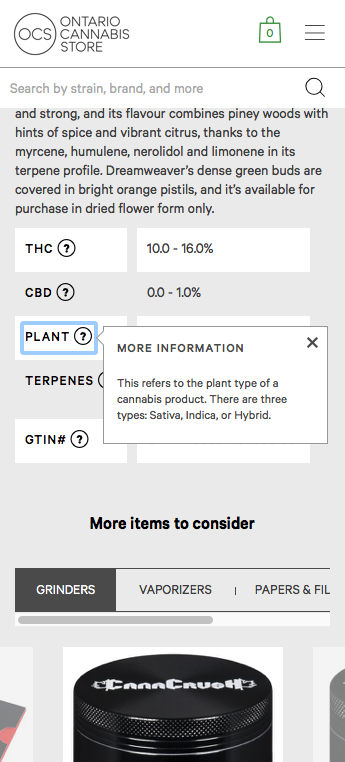 OCS
ONTARIO
CANNABIS
STORE
0
Search by strain, brand, and more
and strong, and its flavour combines piney woods with
hints of spice and vibrant citrus, thanks to the
myrcene, humulene, nerolidol and limonene in its
terpene profile. Dreamweaver's dense green buds are
covered in bright orange pistils, and it's available for
purchase in dried flower form only.
THC ? 10.0 - 16.0%
CBD ? 0.0 - 1.0%
PLANT ?
MORE INFORMATION
This refers to the plant type of a
cannabis product. There are three
types: Sativa, Indica, or Hybrid.
TERPENES
GTIN# ?
More items to consider
GRINDERS VAPORIZERS PAPERS & FIL
CannaCrush